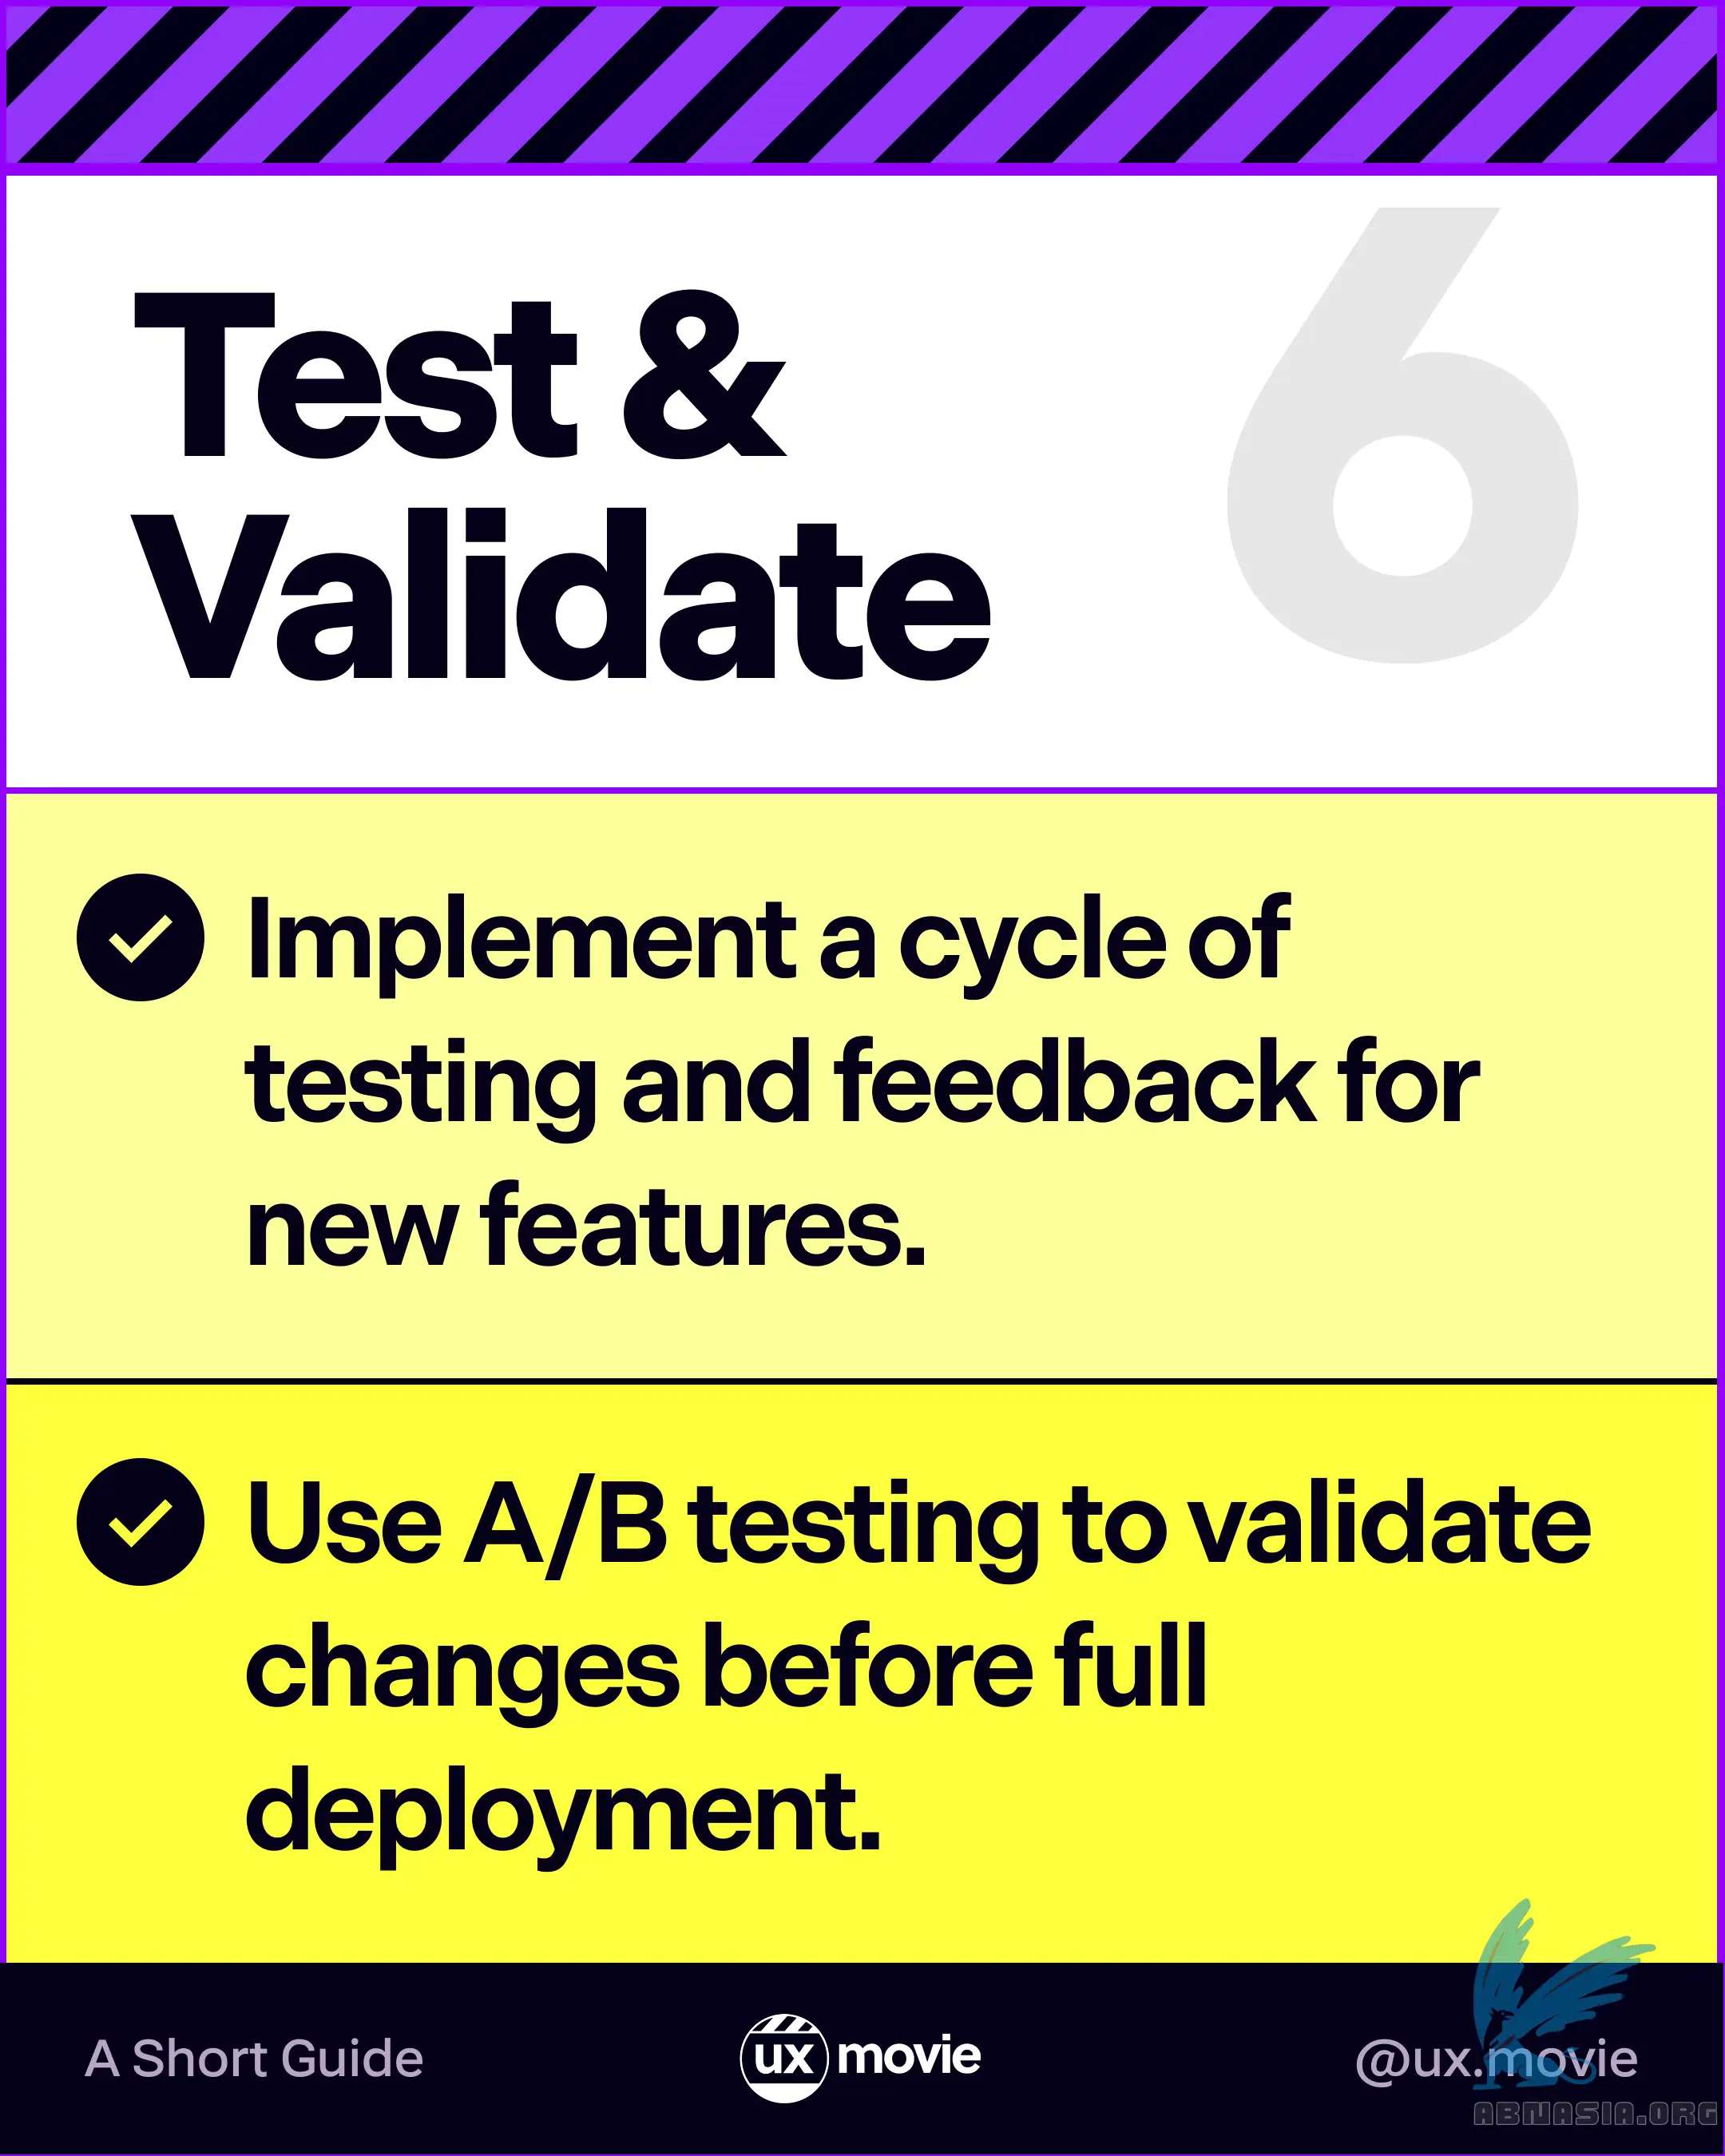 Test &
Validate
6
Implement a cycle of
testing and feedback for
new features.
Use A/B testing to validate
changes before full
deployment.
A Short Guide
ux movie
@ux.movie
ABNASIA.ORG